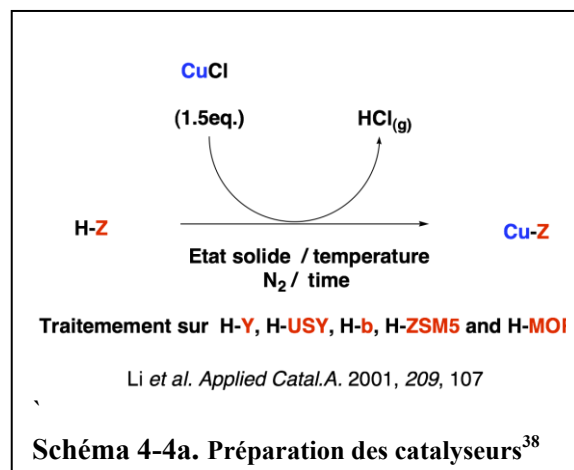 CuCl
(1.5eq.) HCl(g)
H-Z Cu-Z
Etat solide / temperature
N2 / time
Traitemement sur H-Y, H-USY, H-b, H-ZSM5 and H-MOF
Li et al. Applied Catal.A. 2001, 209, 107
`
Schéma 4-4a. Préparation des catalyseurs38